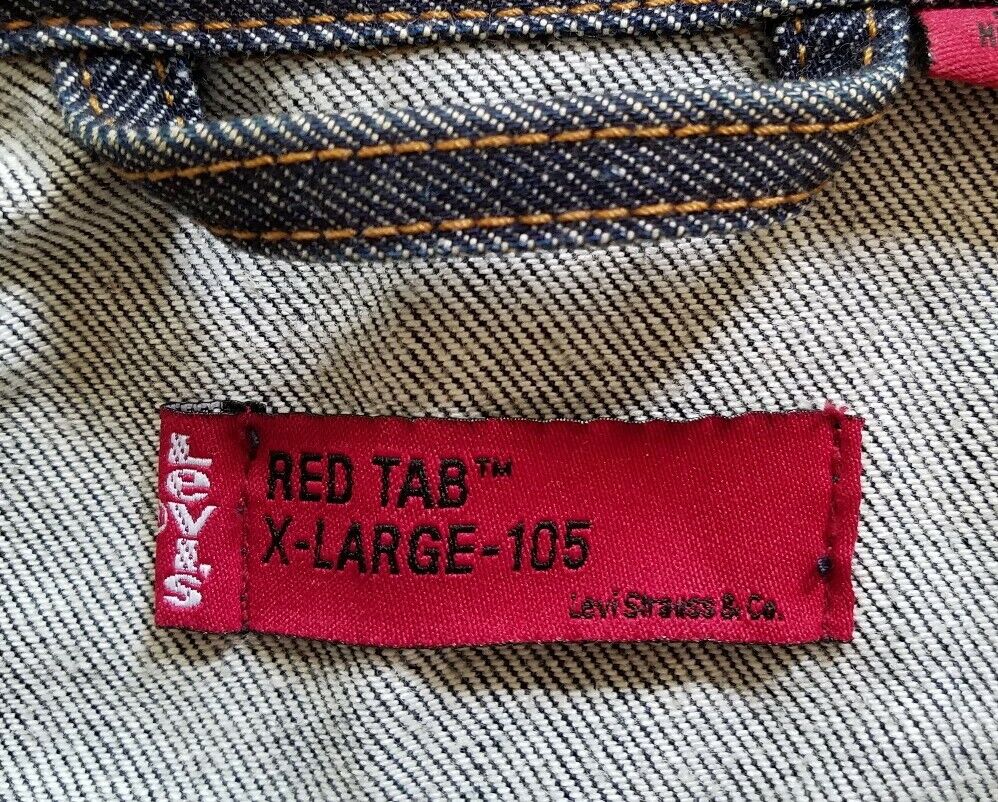 LEVI'S
RED TAB™
X-LARGE-105
Levi Strauss & Co.